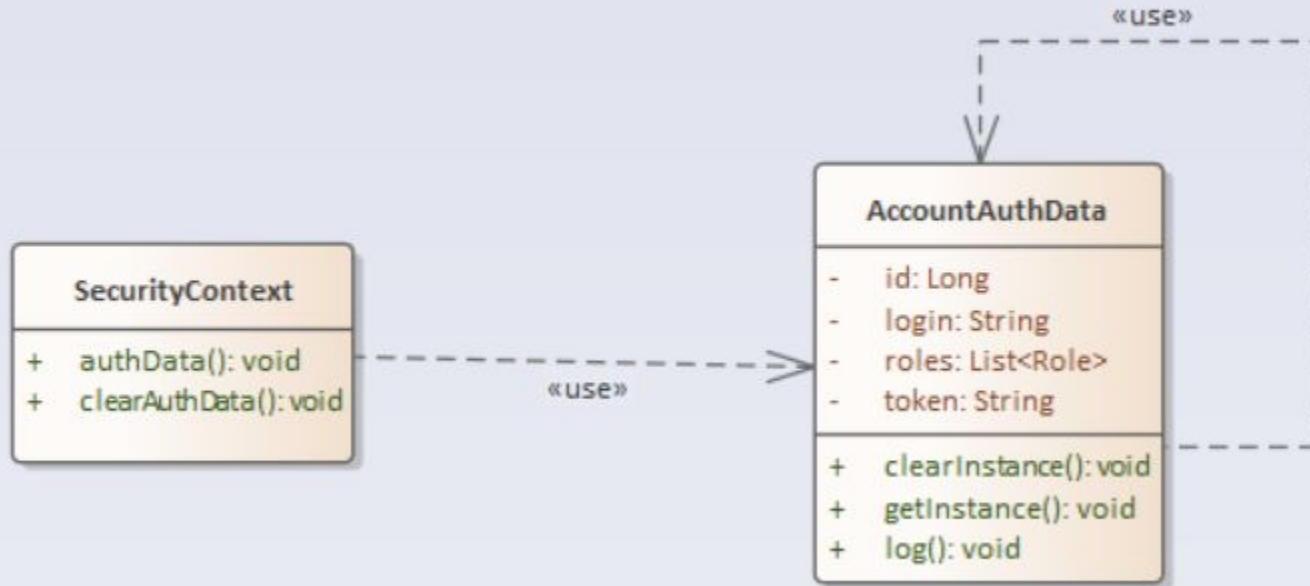 «use»
AccountAuthData
- id: Long
- login: String
- roles: List<Role>
- token: String
+ clearInstance(): void
+ getInstance(): void
+ log(): void
SecurityContext
+ authData(): void
+ clearAuthData(): void
«use»